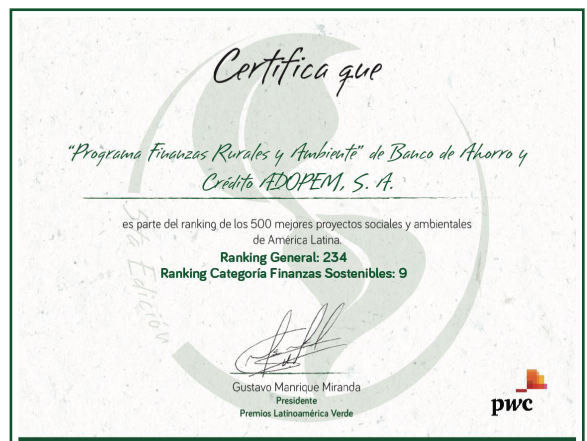 Certifica que
"Programa Finanzas Rurales y Ambiente" de Banco de Ahorro y
Crédito ADOPEM, S. A.
es parte del ranking de los 500 mejores proyectos sociales y ambientales
de América Latina.
Ranking General: 234
Ranking Categoría Finanzas Sostenibles: 9
5ta Edición
Gustavo Manrique Miranda
Presidente
Premios Latinoamérica Verde
pwc